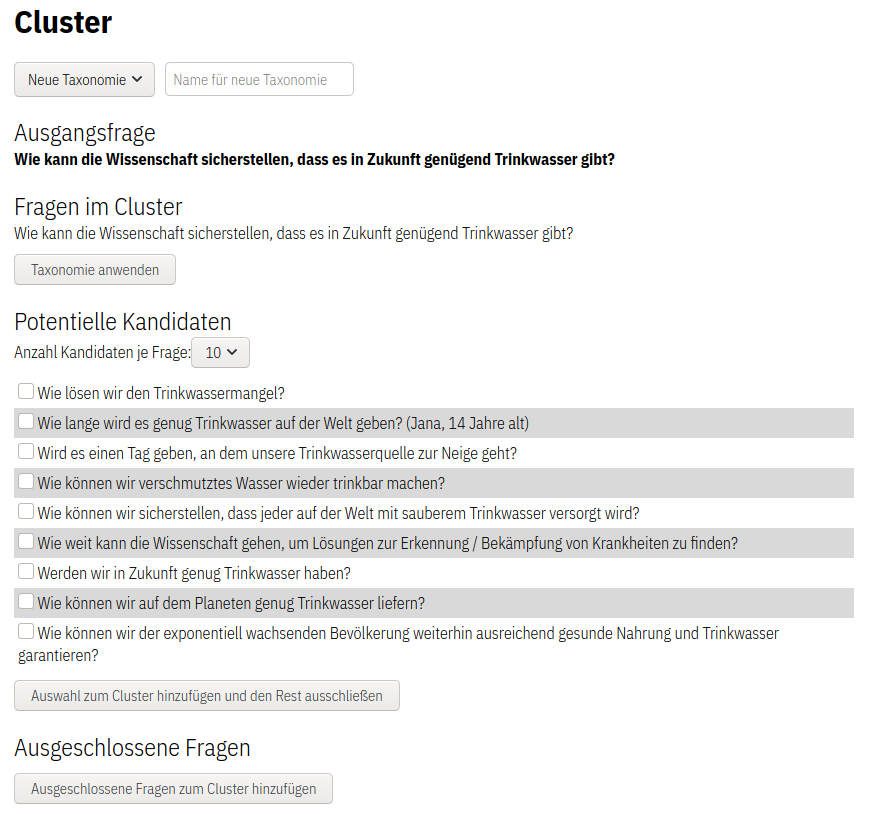 Cluster
Neue Taxonomie
Name für neue Taxonomie
Ausgangsfrage
Wie kann die Wissenschaft sicherstellen, dass es in Zukunft genügend Trinkwasser gibt?
Fragen im Cluster
Wie kann die Wissenschaft sicherstellen, dass es in Zukunft genügend Trinkwasser gibt?
Taxonomie anwenden
Potentielle Kandidaten
Anzahl Kandidaten je Frage: 10
Wie lösen wir den Trinkwassermangel?
Wie lange wird es genug Trinkwasser auf der Welt geben? (Jana, 14 Jahre alt)
Wird es einen Tag geben, an dem unsere Trinkwasserquelle zur Neige geht?
Wie können wir verschmutztes Wasser wieder trinkbar machen?
Wie können wir sicherstellen, dass jeder auf der Welt mit sauberem Trinkwasser versorgt wird?
Wie weit kann die Wissenschaft gehen, um Lösungen zur Erkennung / Bekämpfung von Krankheiten zu finden?
Werden wir in Zukunft genug Trinkwasser haben?
Wie können wir auf dem Planeten genug Trinkwasser liefern?
Wie können wir der exponentiell wachsenden Bevölkerung weiterhin ausreichend gesunde Nahrung und Trinkwasser
garantieren?
Auswahl zum Cluster hinzufügen und den Rest ausschließen
Ausgeschlossene Fragen
Ausgeschlossene Fragen zum Cluster hinzufügen